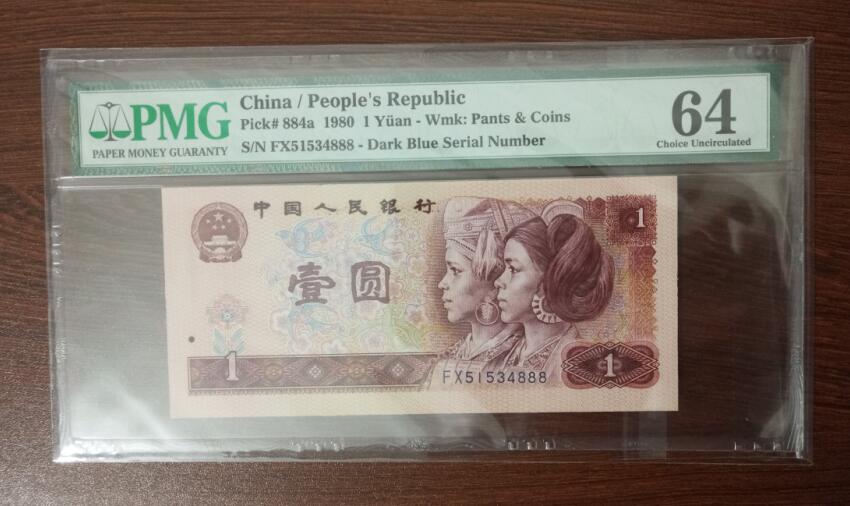 PMG
PAPER MONEY GUARANTY
China / People's Republic
Pick# 884a 1980 1 Yüan - Wmk: Pants & Coins
S/N FX51534888 - Dark Blue Serial Number
64
Choice Uncirculated
中国人民银行
1
壹圆
1
FX51534888
1